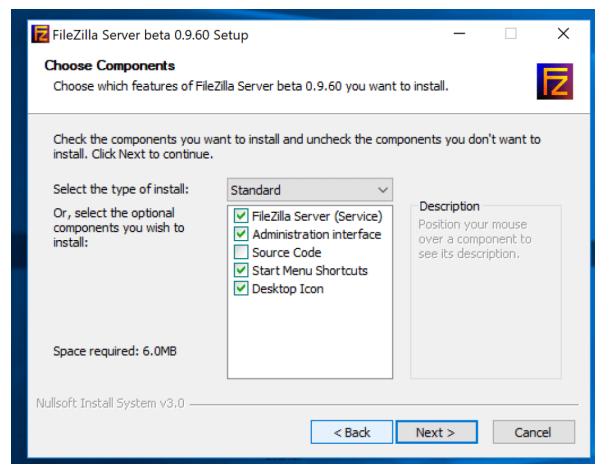 FileZilla Server beta 0.9.60 Setup
Choose Components
Choose which features of FileZilla Server beta 0.9.60 you want to install.
FZ
Check the components you want to install and uncheck the components you don't want to
install. Click Next to continue.
Select the type of install:
Standard
Or, select the optional
components you wish to
install:
FileZilla Server (Service)
Administration interface
Source Code
Start Menu Shortcuts
Desktop Icon
Description
Position your mouse
over a component to
see its description.
Space required: 6.0MB
Nullsoft Install System v3.0
< Back
Next >
Cancel